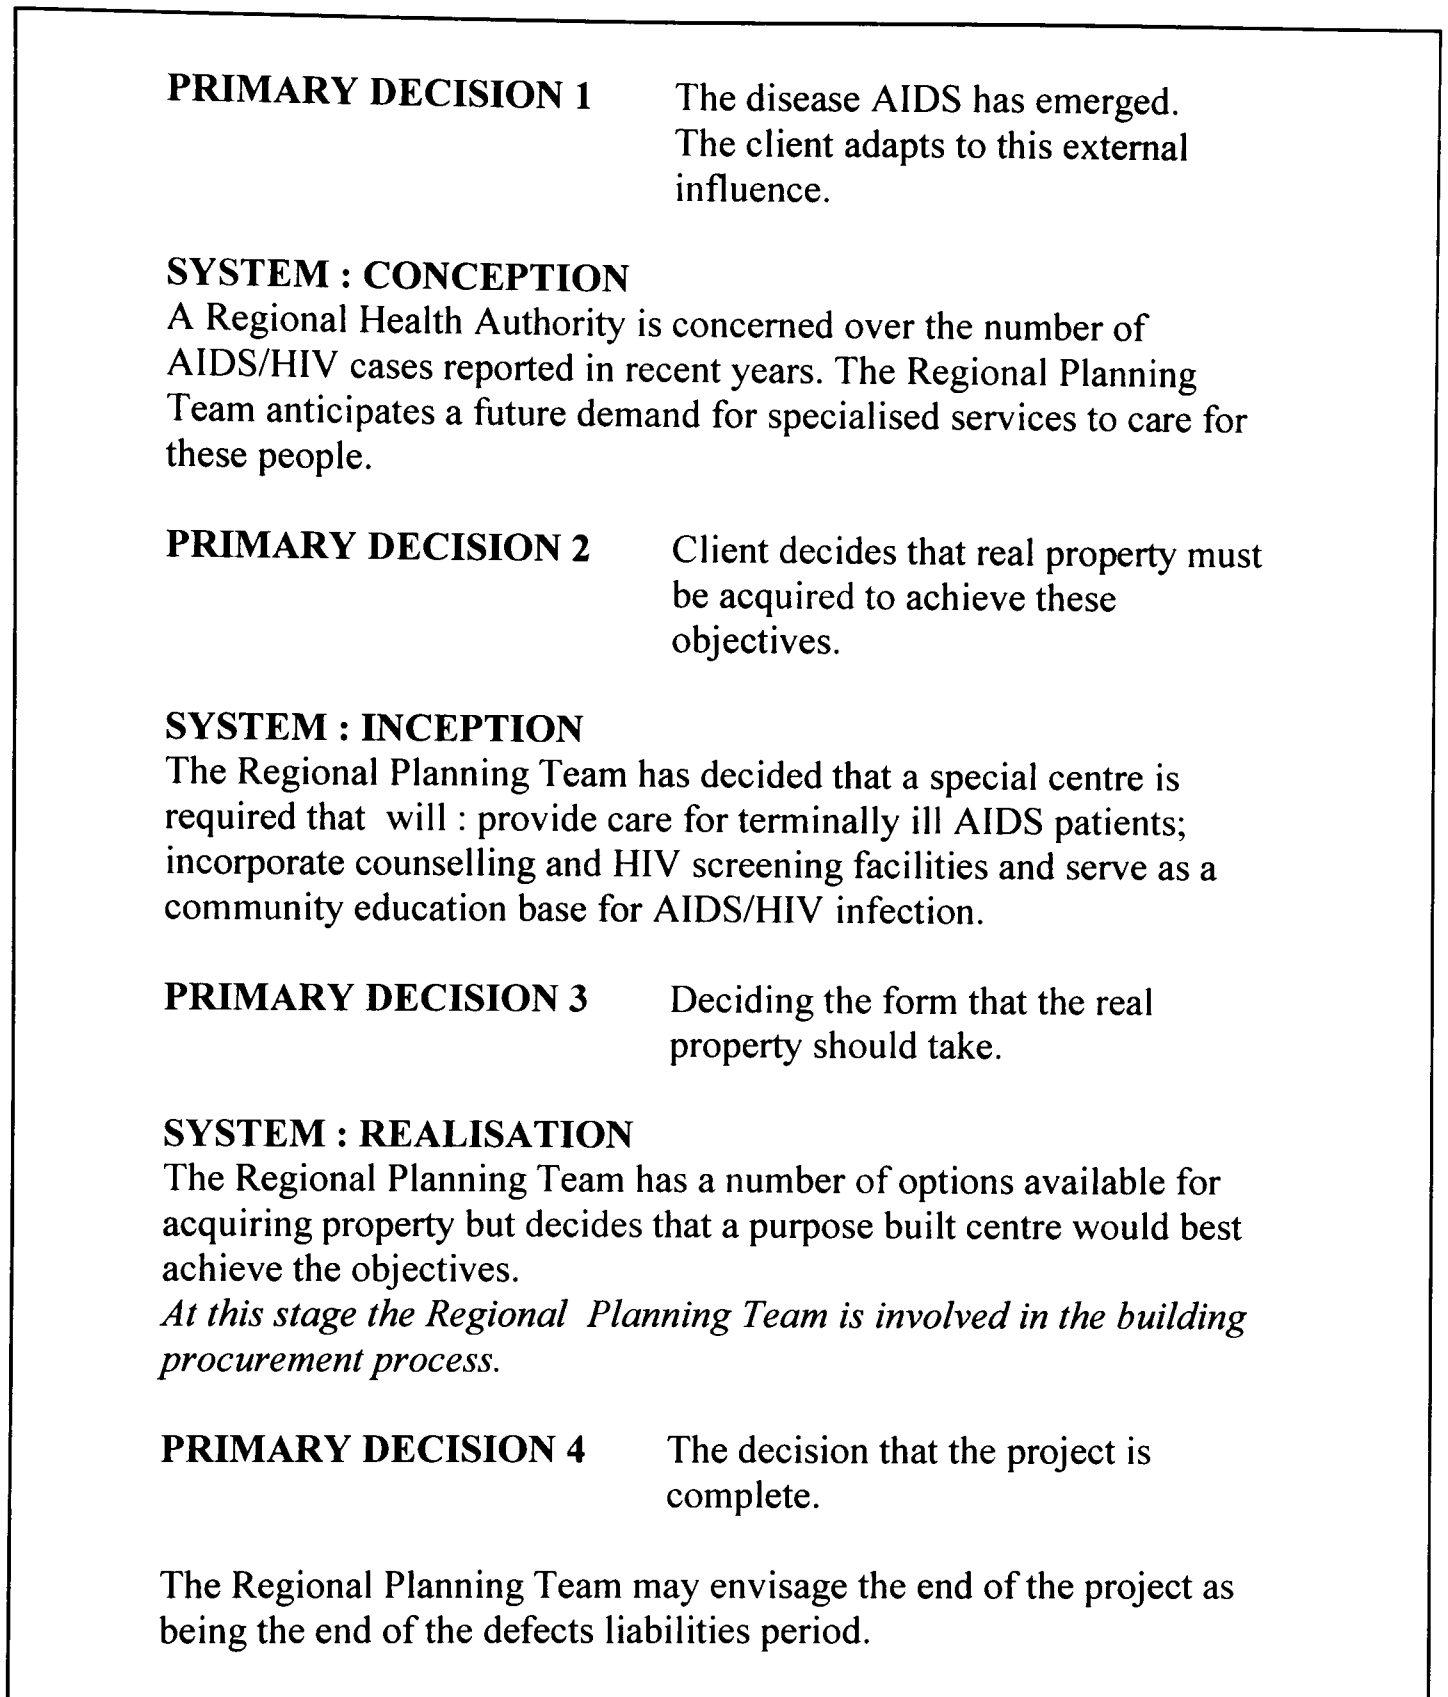 PRIMARY DECISION 1 The disease AIDS has emerged.
The client adapts to this external
influence.
SYSTEM : CONCEPTION
A Regional Health Authority is concerned over the number of
AIDS/HIV cases reported in recent years. The Regional Planning
Team anticipates a future demand for specialised services to care for
these people.
PRIMARY DECISION 2 Client decides that real property must
be acquired to achieve these
objectives.
SYSTEM : INCEPTION
The Regional Planning Team has decided that a special centre is
required that will : provide care for terminally ill AIDS patients;
incorporate counselling and HIV screening facilities and serve as a
community education base for AIDS/HIV infection.
PRIMARY DECISION 3 Deciding the form that the real
property should take.
SYSTEM : REALISATION
The Regional Planning Team has a number of options available for
acquiring property but decides that a purpose built centre would best
achieve the objectives.
At this stage the Regional Planning Team is involved in the building
procurement process.
PRIMARY DECISION 4 The decision that the project is
complete.
The Regional Planning Team may envisage the end of the project as
being the end of the defects liabilities period.